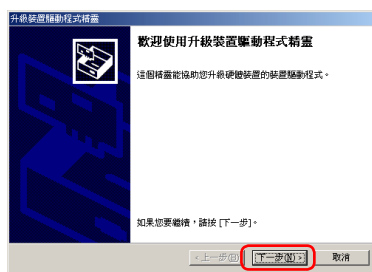 升級裝置驅動程式精靈
歡迎使用升級裝置驅動程式精靈
這個精靈能協助您升級硬體裝置的裝置驅動程式。
如果您要繼續，請按 [下一步]。
<上一步(B) 下一步(N)> 取消